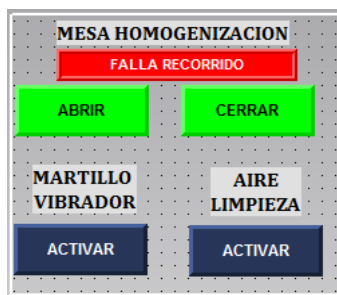 MESA HOMOGENIZACION
FALLA RECORRIDO
ABRIR
CERRAR
MARTILLO
VIBRADOR
AIRE
LIMPIEZA
ACTIVAR
ACTIVAR